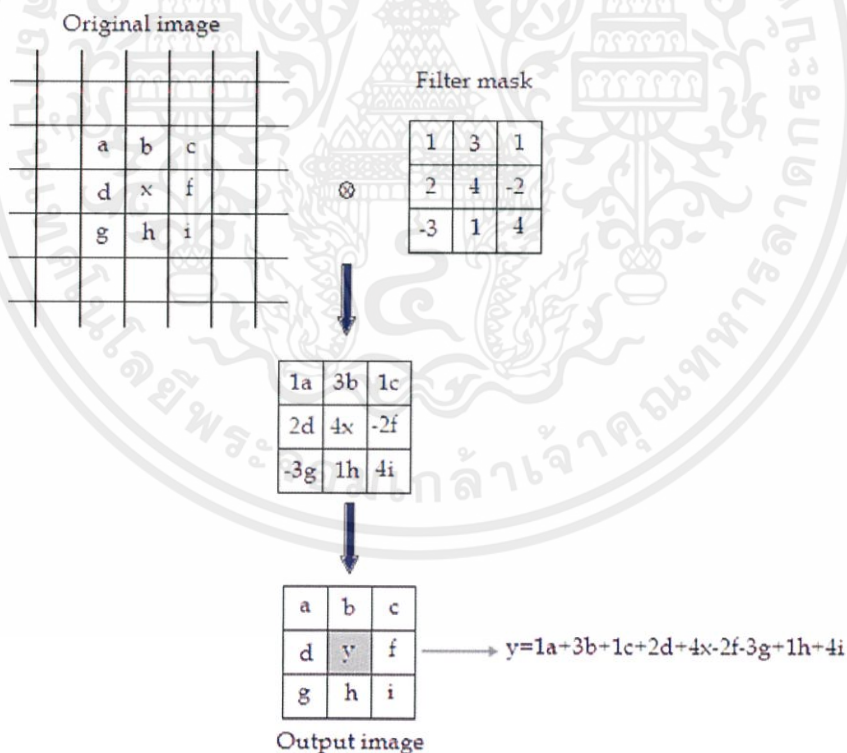 Original image
Filter mask
a b c
d x f
g h i
⊗
1 3 1
2 4 -2
-3 1 4
1a 3b 1c
2d 4x -2f
-3g 1h 4i
a b c
d y f
g h i
y=1a+3b+1c+2d+4x-2f-3g+1h+4i
Output image